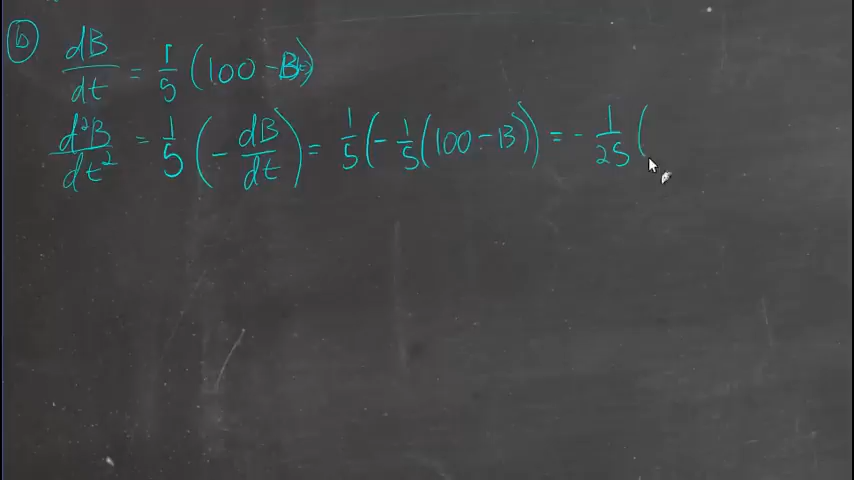 b dB/dt = 1/5 (100 - B)
d²B/dt² = 1/5 (- dB/dt) = 1/5 (- 1/5 (100 - B)) = - 1/25 (